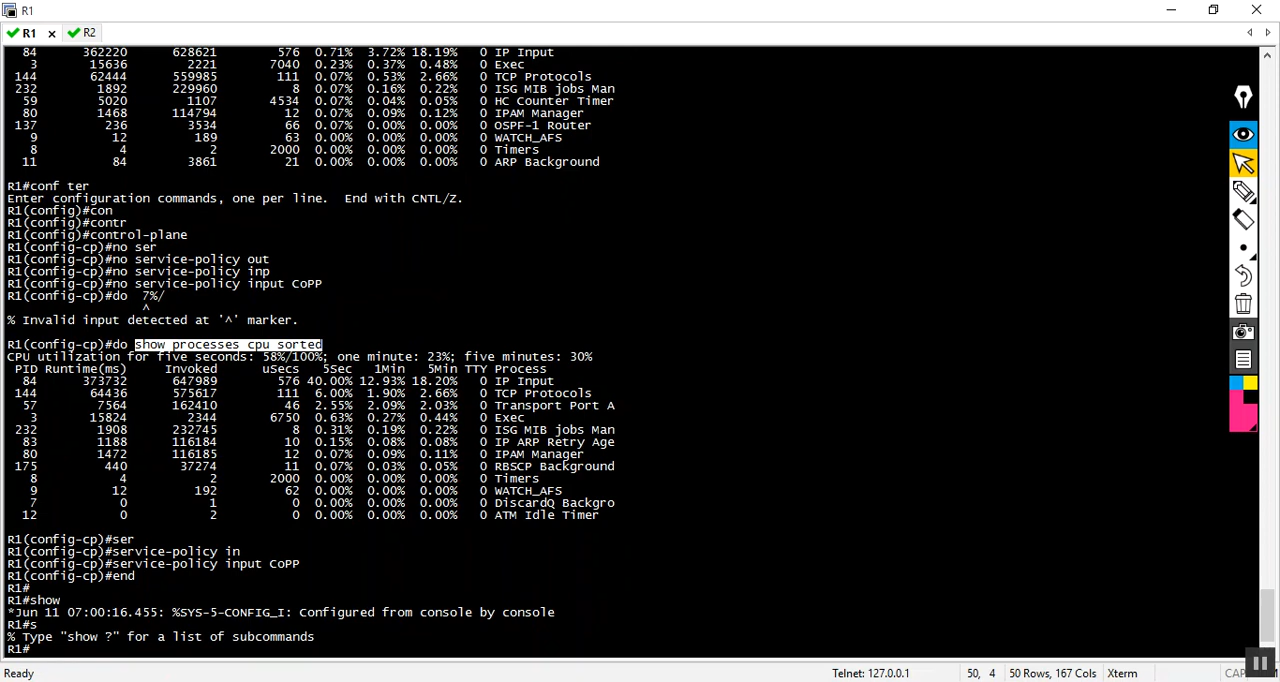 R1
R1
R2
84 362220 628621 576 0.71% 3.72% 18.19% 0 IP Input
3 15636 2221 7040 0.23% 0.37% 0.48% 0 Exec
144 62444 559985 111 0.07% 0.53% 2.66% 0 TCP Protocols
232 1892 229960 8 0.07% 0.16% 0.22% 0 ISG MIB jobs Man
59 5020 1107 4534 0.07% 0.04% 0.05% 0 HC Counter Timer
80 1468 114794 12 0.07% 0.09% 0.12% 0 IPAM Manager
137 236 3534 66 0.07% 0.00% 0.00% 0 OSPF-1 Router
9 12 189 63 0.00% 0.00% 0.00% 0 WATCH_AFS
8 4 2 2000 0.00% 0.00% 0.00% 0 Timers
11 84 3861 21 0.00% 0.00% 0.00% 0 ARP Background
R1#conf ter
Enter configuration commands, one per line. End with CNTL/Z.
R1(config)#con
R1(config)#contr
R1(config)#control-plane
R1(config-cp)#no ser
R1(config-cp)#no service-policy out
R1(config-cp)#no service-policy inp
R1(config-cp)#no service-policy input CoPP
R1(config-cp)#do 7%/
^
% Invalid input detected at '^' marker.
R1(config-cp)#do show processes cpu sorted
CPU utilization for five seconds: 58%/100%; one minute: 23%; five minutes: 30%
PID Runtime(ms) Invoked uSecs 5Sec 1Min 5Min TTY Process
84 373732 647989 576 40.00% 12.93% 18.20% 0 IP Input
144 64436 575617 111 6.00% 1.90% 2.66% 0 TCP Protocols
57 7564 162410 46 2.55% 2.09% 2.03% 0 Transport Port A
3 15824 2344 6750 0.63% 0.27% 0.44% 0 Exec
232 1908 232745 8 0.31% 0.19% 0.22% 0 ISG MIB jobs Man
83 1188 116184 10 0.15% 0.08% 0.08% 0 IP ARP Retry Age
80 1472 116185 12 0.07% 0.09% 0.11% 0 IPAM Manager
175 440 37274 11 0.07% 0.03% 0.05% 0 RBSCP Background
8 4 2 2000 0.00% 0.00% 0.00% 0 Timers
9 12 192 62 0.00% 0.00% 0.00% 0 WATCH_AFS
7 0 1 0 0.00% 0.00% 0.00% 0 DiscardQ Backgro
12 0 2 0 0.00% 0.00% 0.00% 0 ATM Idle Timer
R1(config-cp)#ser
R1(config-cp)#service-policy in
R1(config-cp)#service-policy input CoPP
R1(config-cp)#end
R1#
R1#show
*Jun 11 07:00:16.455: %SYS-5-CONFIG_I: Configured from console by console
R1#s
% Type "show ?" for a list of subcommands
R1#
Ready Telnet: 127.0.0.1 50, 4 50 Rows, 167 Cols Xterm